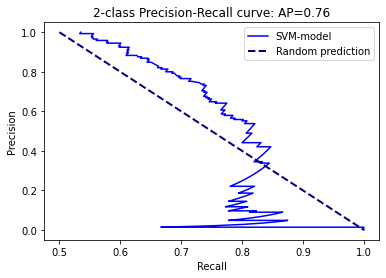 2-class Precision-Recall curve: AP=0.76
SVM-model
Random prediction
Precision
1.0
0.8
0.6
0.4
0.2
0.0
0.5
0.6
0.7
0.8
0.9
1.0
Recall